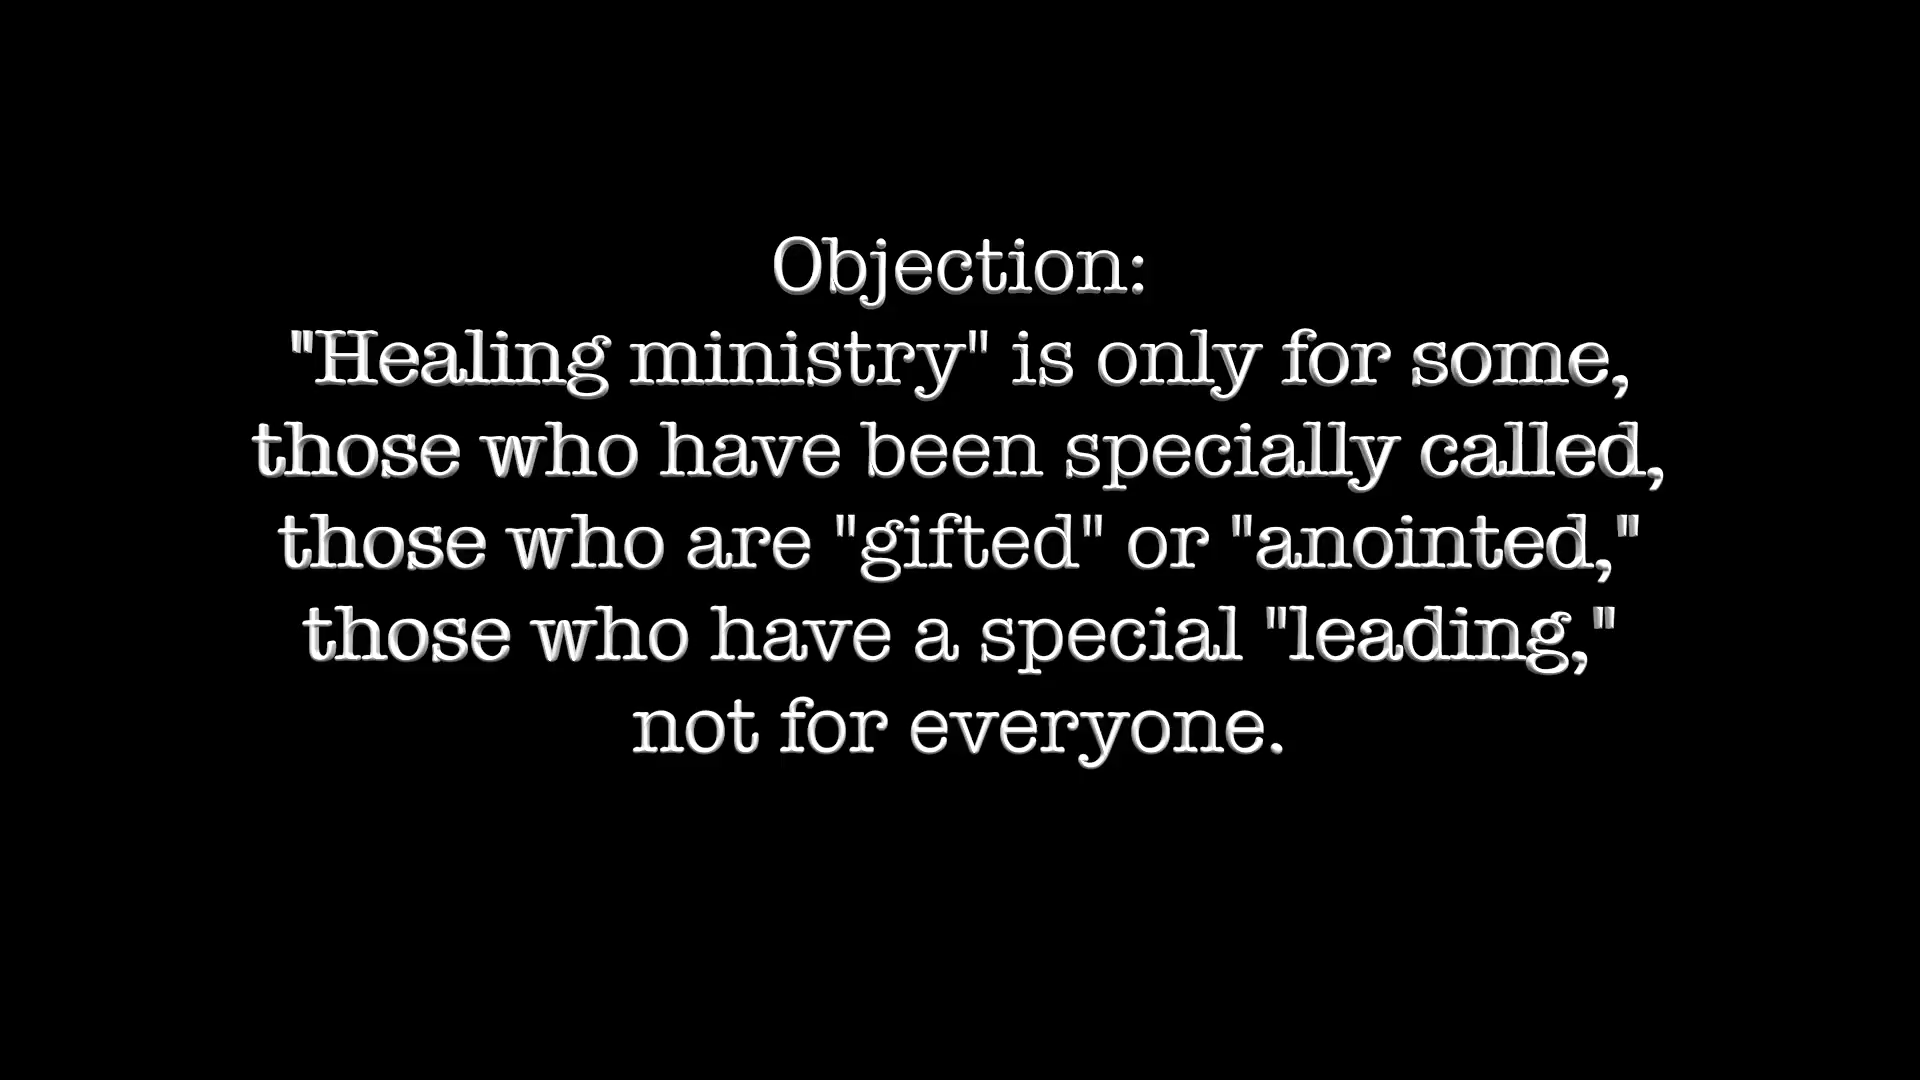 Objection:
"Healing ministry" is only for some,
those who have been specially called,
those who are "gifted" or "anointed,"
those who have a special "leading,"
not for everyone.